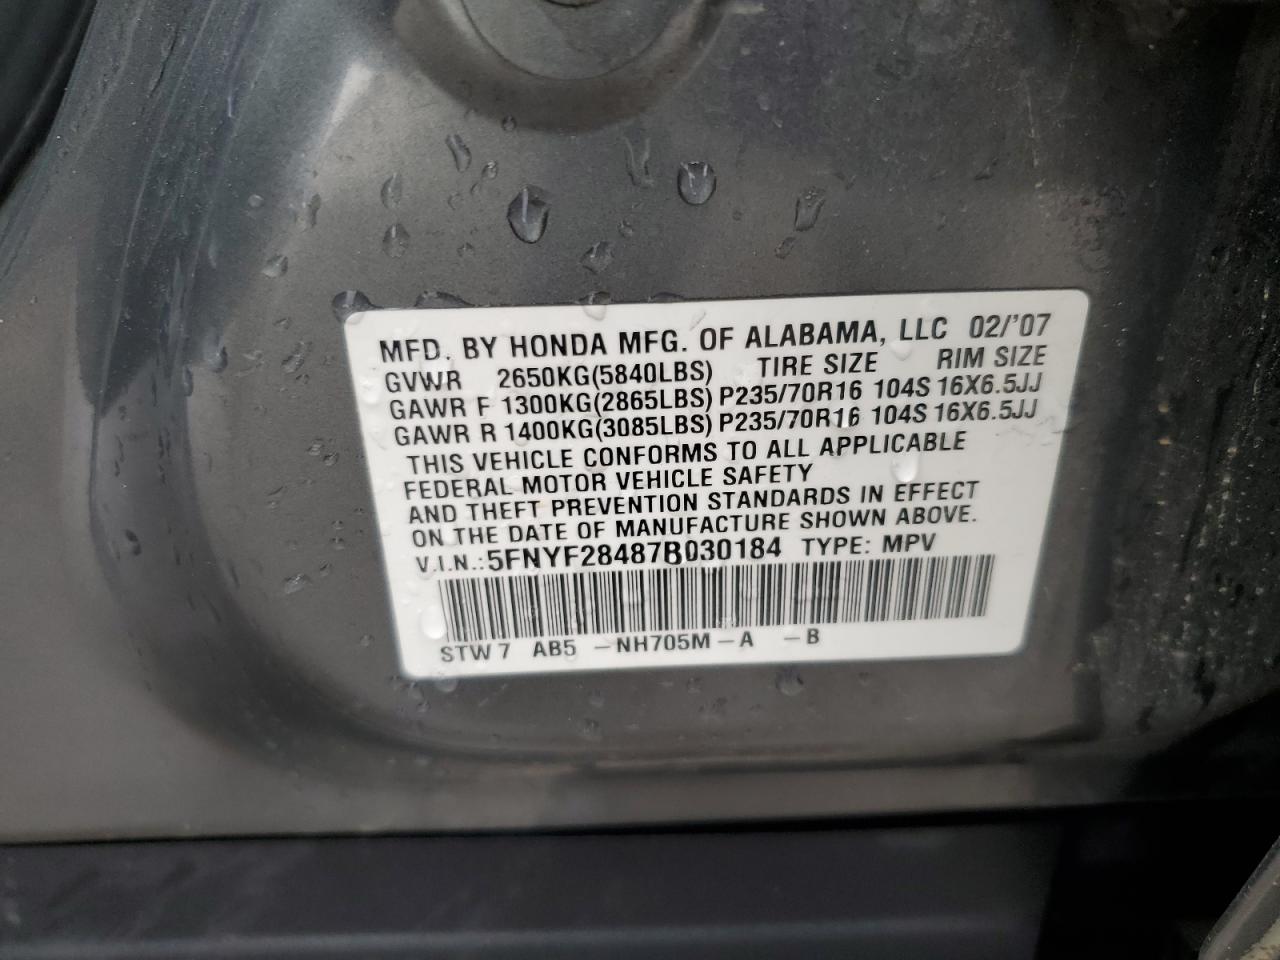 MFD. BY HONDA MFG. OF ALABAMA, LLC 02/'07
GVWR 2650KG(5840LBS) TIRE SIZE RIM SIZE
GAWR F 1300KG(2865LBS) P235/70R16 104S 16X6.5JJ
GAWR R 1400KG(3085LBS) P235/70R16 104S 16X6.5JJ
THIS VEHICLE CONFORMS TO ALL APPLICABLE
FEDERAL MOTOR VEHICLE SAFETY
AND THEFT PREVENTION STANDARDS IN EFFECT
ON THE DATE OF MANUFACTURE SHOWN ABOVE.
V.I.N.:5FNYF28487B030184 TYPE: MPV
STW7 AB5 -NH705M-A -B